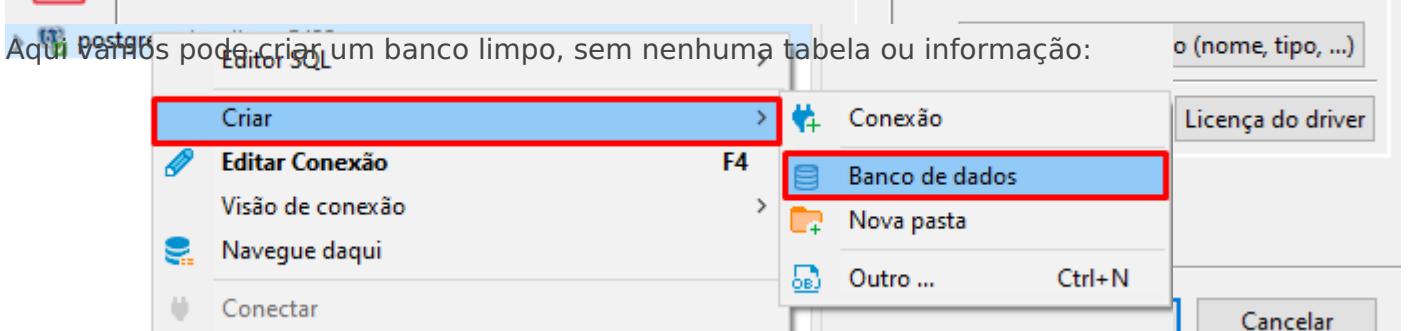 Aqui vamos pode criar um banco limpo, sem nenhuma tabela ou informação:
Editor SQL
o (nome, tipo, ...)
Criar
Conexão
Licença do driver
Editar Conexão F4
Banco de dados
Visão de conexão
Nova pasta
Navegue daqui
Outro ... Ctrl+N
Conectar
Cancelar